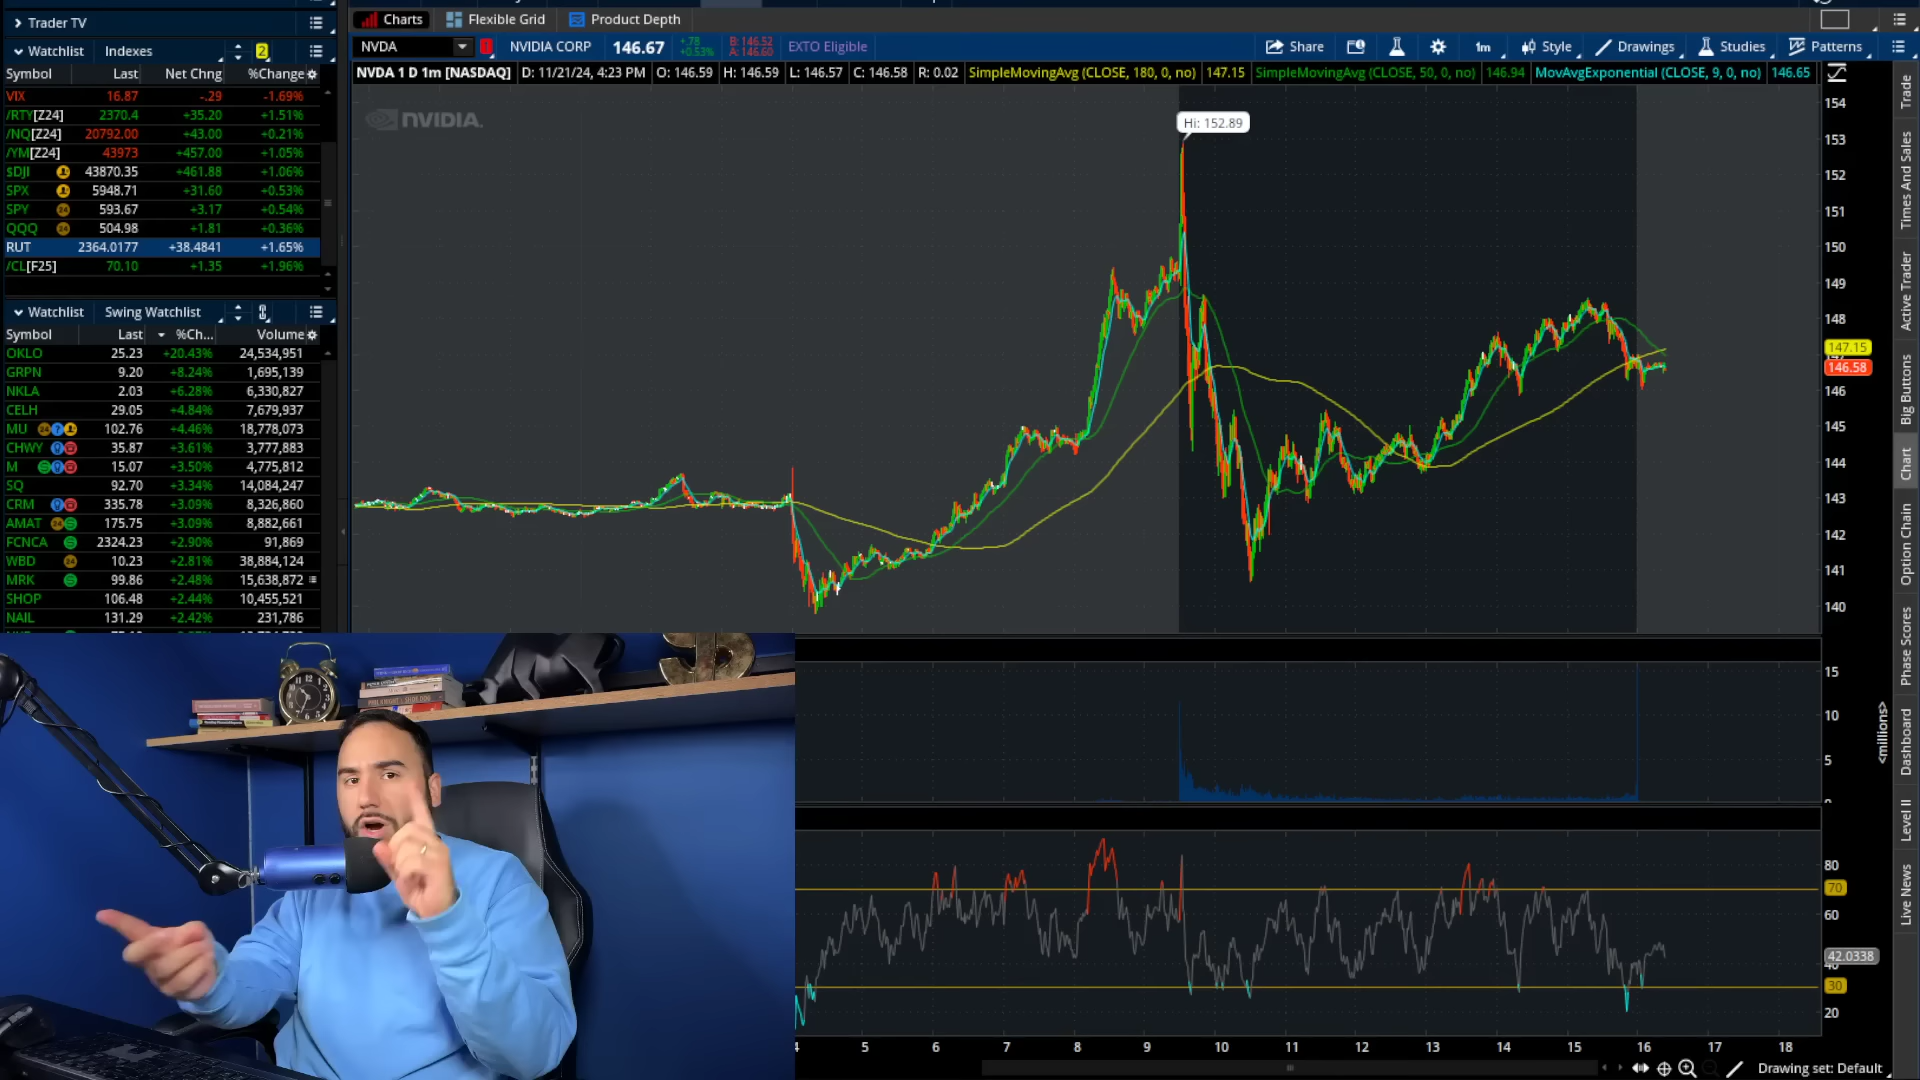 Trader TV
Watchlist Indexes 2
Symbol Last Net Chng %Change
VIX 16.87 -.29 -1.69%
/RTY[Z24] 2370.4 +35.20 +1.51%
/NQ[Z24] 20792.00 +43.00 +0.21%
/YM[Z24] 43973 +457.00 +1.05%
$DJI 43870.35 +461.88 +1.06%
SPX 5948.71 +31.60 +0.53%
SPY 24 593.67 +3.17 +0.54%
QQQ 24 504.98 +1.81 +0.36%
RUT 2364.0177 +38.4841 +1.65%
/CL[F25] 70.10 +1.35 +1.96%
Watchlist Swing Watchlist
Symbol Last %Ch... Volume
OKLO 25.23 +20.43% 24,534,951
GRPN 9.20 +8.24% 1,695,139
NKLA 2.03 +6.28% 6,330,827
CELH 29.05 +4.84% 7,679,937
MU 102.76 +4.46% 18,778,073
CHWY 35.87 +3.61% 3,777,883
M 15.07 +3.50% 4,775,812
SQ 92.70 +3.34% 14,084,247
CRM 335.78 +3.09% 8,326,860
AMAT 175.75 +3.09% 8,882,661
FCNCA 2324.23 +2.90% 91,869
WBD 24 10.23 +2.81% 38,884,124
MRK 99.86 +2.48% 15,638,872
SHOP 106.48 +2.44% 10,455,521
NAIL 131.29 +2.42% 231,786
Charts Flexible Grid Product Depth
NVDA NVIDIA CORP 146.67 +.78 +0.53% B: 146.52 A: 146.60 EXTO Eligible Share 1m Style Drawings Studies Patterns
NVDA 1 D 1m [NASDAQ] D: 11/21/24, 4:23 PM O: 146.59 H: 146.59 L: 146.57 C: 146.58 R: 0.02 SimpleMovingAvg (CLOSE, 180, 0, no) 147.15 SimpleMovingAvg (CLOSE, 50, 0, no) 146.94 MovAvgExponential (CLOSE, 9, 0, no) 146.65
NVIDIA.
Hi: 152.89
154
153
152
151
150
149
148
147.15
146.58
146
145
144
143
142
141
140
15
10
5
<millions>
80
70
60
42.0338
40
30
20
4 5 6 7 8 9 10 11 12 13 14 15 16 17 18
Drawing set: Default
Trade
Times And Sales
Active Trader
Big Buttons
Chart
Option Chain
Phase Scores
Dashboard
Level II
Live News